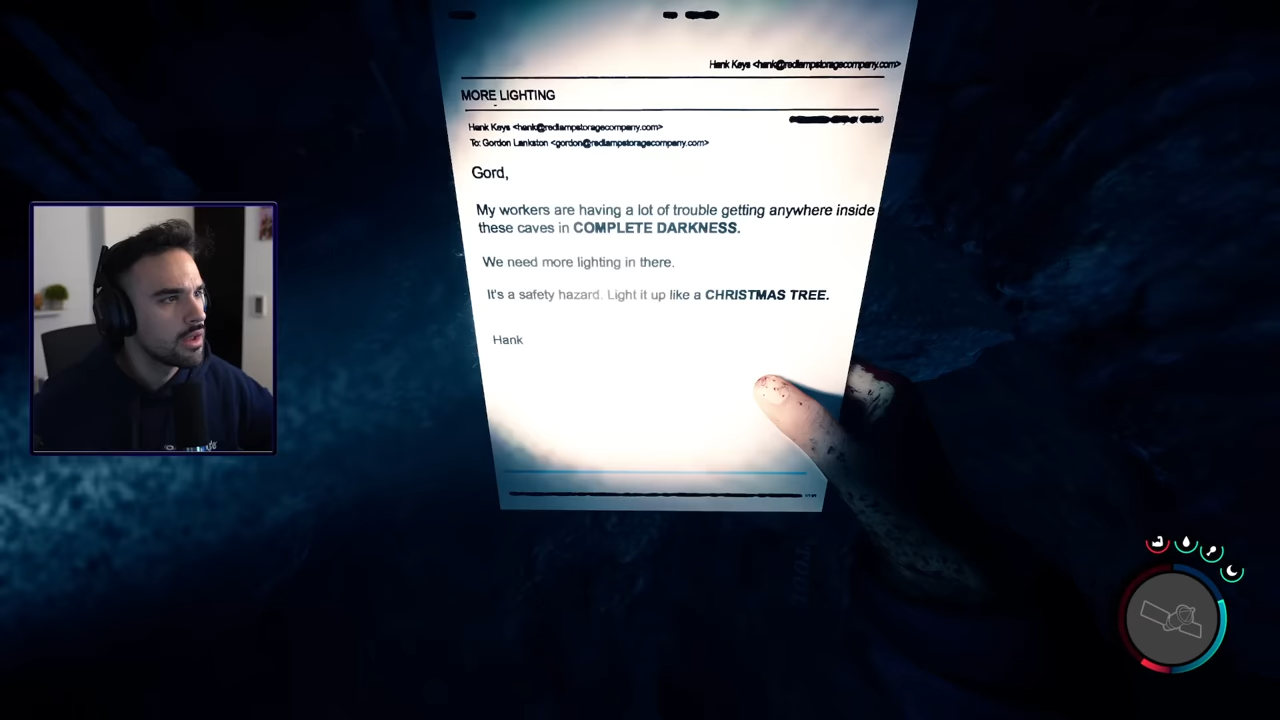 Hank Keys <hank@redlampstoragecompany.com>
MORE LIGHTING
Hank Keys <hank@redlampstoragecompany.com>
To: Gordon Lankston <gordon@redlampstoragecompany.com>
Gord,
My workers are having a lot of trouble getting anywhere inside
these caves in COMPLETE DARKNESS.
We need more lighting in there.
It's a safety hazard. Light it up like a CHRISTMAS TREE.
Hank